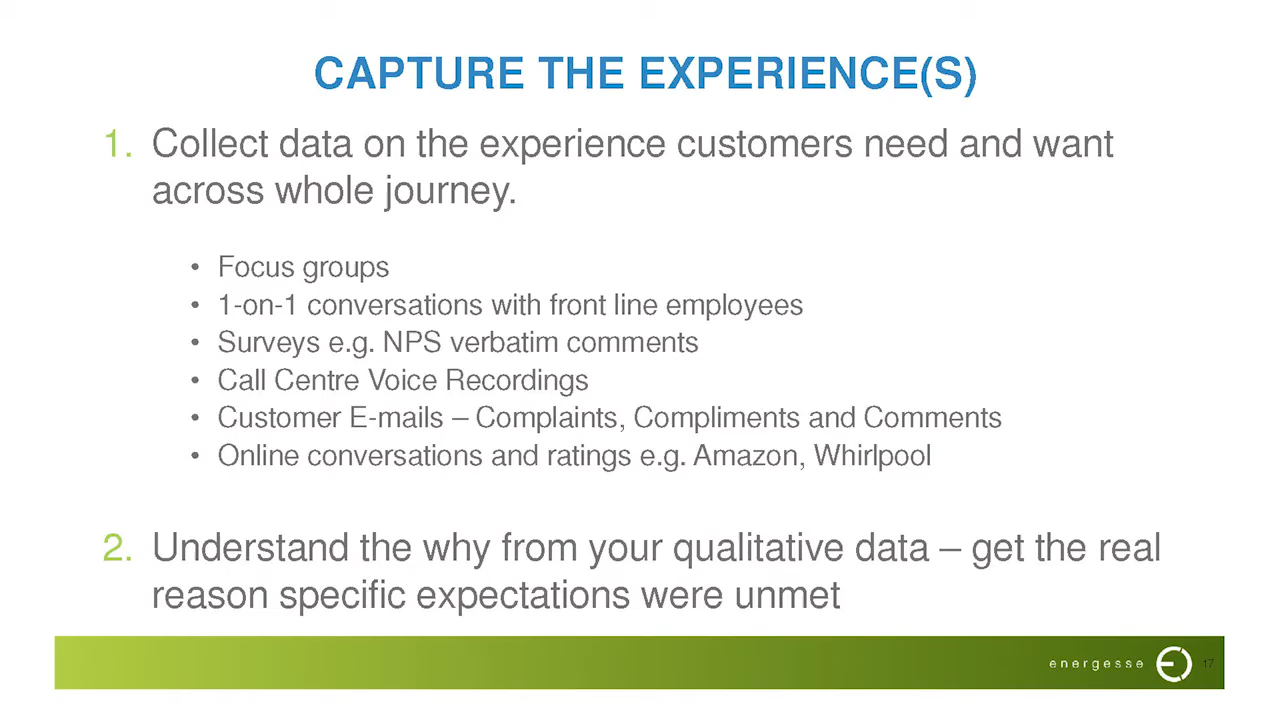 CAPTURE THE EXPERIENCE(S)
1. Collect data on the experience customers need and want
across whole journey.
• Focus groups
• 1-on-1 conversations with front line employees
• Surveys e.g. NPS verbatim comments
• Call Centre Voice Recordings
• Customer E-mails – Complaints, Compliments and Comments
• Online conversations and ratings e.g. Amazon, Whirlpool
2. Understand the why from your qualitative data – get the real
reason specific expectations were unmet
energesse 17